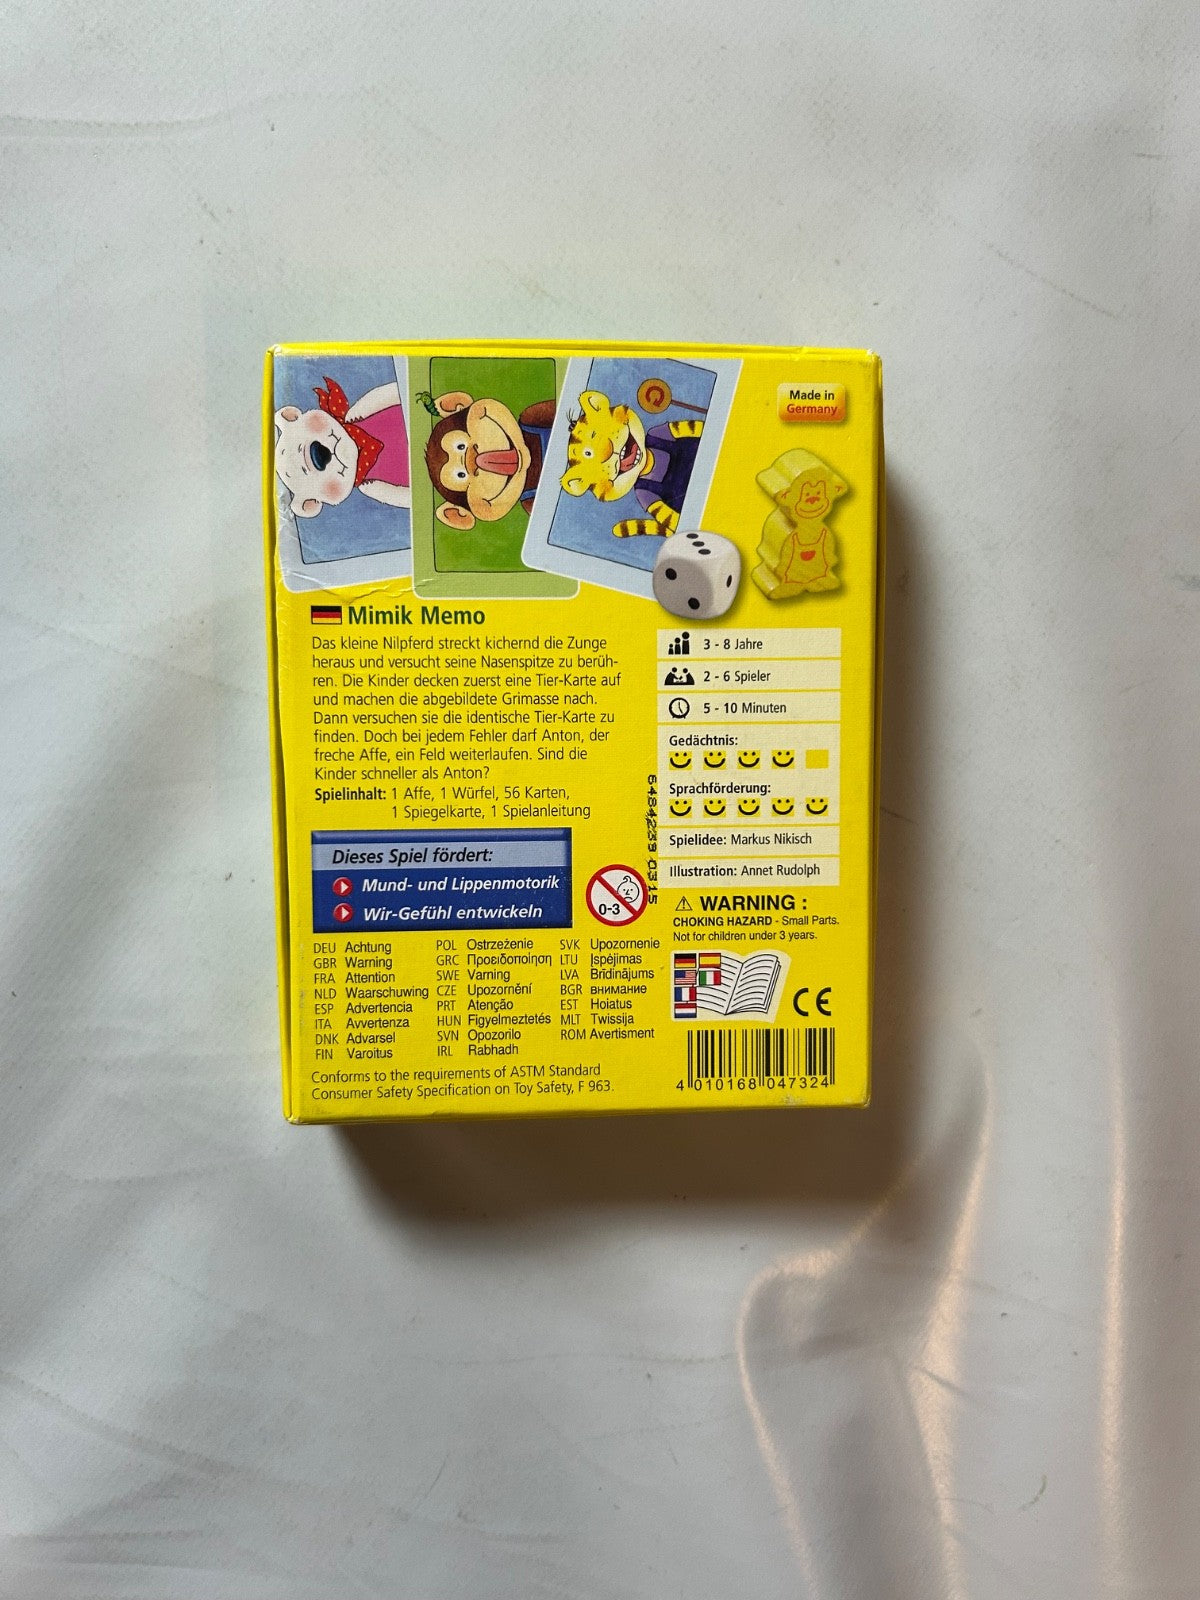 Made in
Germany
Mimik Memo
Das kleine Nilpferd streckt kichernd die Zunge
heraus und versucht seine Nasenspitze zu berüh-
ren. Die Kinder decken zuerst eine Tier-Karte auf
und machen die abgebildete Grimasse nach.
Dann versuchen sie die identische Tier-Karte zu
finden. Doch bei jedem Fehler darf Anton, der
freche Affe, ein Feld weiterlaufen. Sind die
Kinder schneller als Anton?
Spielinhalt: 1 Affe, 1 Würfel, 56 Karten,
1 Spiegelkarte, 1 Spielanleitung
Dieses Spiel fördert:
Mund- und Lippenmotorik
Wir-Gefühl entwickeln
0-3
3 - 8 Jahre
2 - 6 Spieler
5 - 10 Minuten
Gedächtnis:
Sprachförderung:
Spielidee: Markus Nikisch
Illustration: Annet Rudolph
⚠ WARNING :
CHOKING HAZARD - Small Parts.
Not for children under 3 years.
DEU Achtung
GBR Warning
FRA Attention
NLD Waarschuwing
ESP Advertencia
ITA Avvertenza
DNK Advarsel
FIN Varoitus
POL Ostrzeżenie
GRC Προειδοποίηση
SWE Varning
CZE Upozornění
PRT Atenção
HUN Figyelmeztetés
SVN Opozorilo
IRL Rabhadh
SVK Upozornenie
LTU Įspėjimas
LVA Brīdinājums
BGR внимание
EST Hoiatus
MLT Twissija
ROM Avertisment
Conforms to the requirements of ASTM Standard
Consumer Safety Specification on Toy Safety, F 963.
CE
4 010168 047324